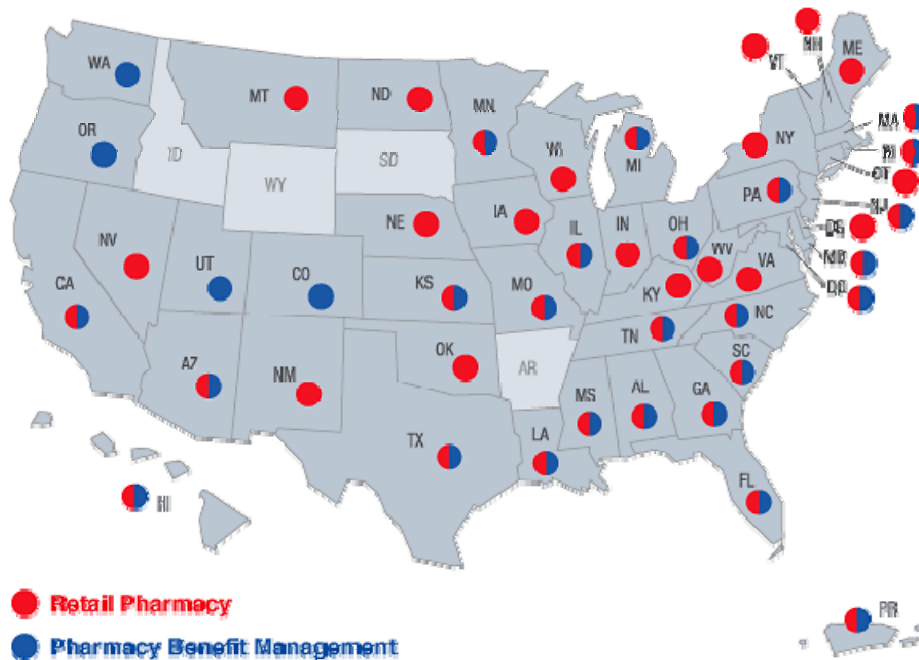 WA
MT
ND
MN
VT
NH
ME
OR
ID
WY
SD
WI
MI
NY
MA
RI
CT
NJ
PA
NE
IA
IL
IN
OH
WV
VA
DE
MD
DC
NV
UT
CO
CA
KS
MO
KY
NC
TN
SC
AZ
NM
OK
AR
MS
AL
GA
TX
LA
FL
HI
Retail Pharmacy
PR
Pharmacy Benefit Management